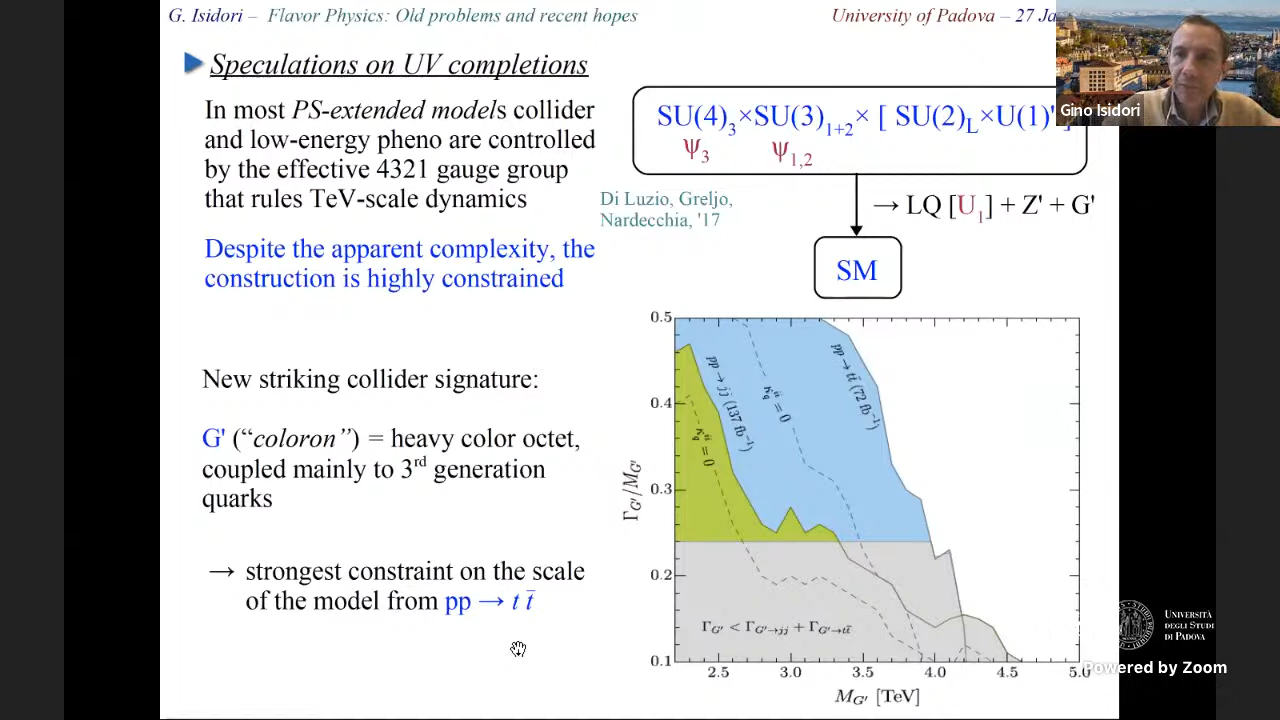 G. Isidori – Flavor Physics: Old problems and recent hopes
University of Padova – 27 Ja
Speculations on UV completions
In most PS-extended models collider
and low-energy pheno are controlled
by the effective 4321 gauge group
that rules TeV-scale dynamics
Despite the apparent complexity, the
construction is highly constrained
New striking collider signature:
G' (“coloron”) = heavy color octet,
coupled mainly to 3rd generation
quarks
→ strongest constraint on the scale
of the model from pp → t t̄
SU(4)₃×SU(3)₁₊₂× [ SU(2)L×U(1)' ]
Ψ₃ Ψ₁,₂
Di Luzio, Greljo,
Nardecchia, '17
→ LQ [U₁] + Z' + G'
SM
0.5
0.4
0.3
0.2
0.1
ΓG'/MG'
pp → jj (137 fb⁻¹)
pp → tt̄ (72 fb⁻¹)
ΓG' < ΓG'→jj + ΓG'→tt̄
2.5 3.0 3.5 4.0 4.5 5.0
MG' [TeV]
Gino Isidori
UNIVERSITÀ
DEGLI STUDI
DI PADOVA
Powered by Zoom